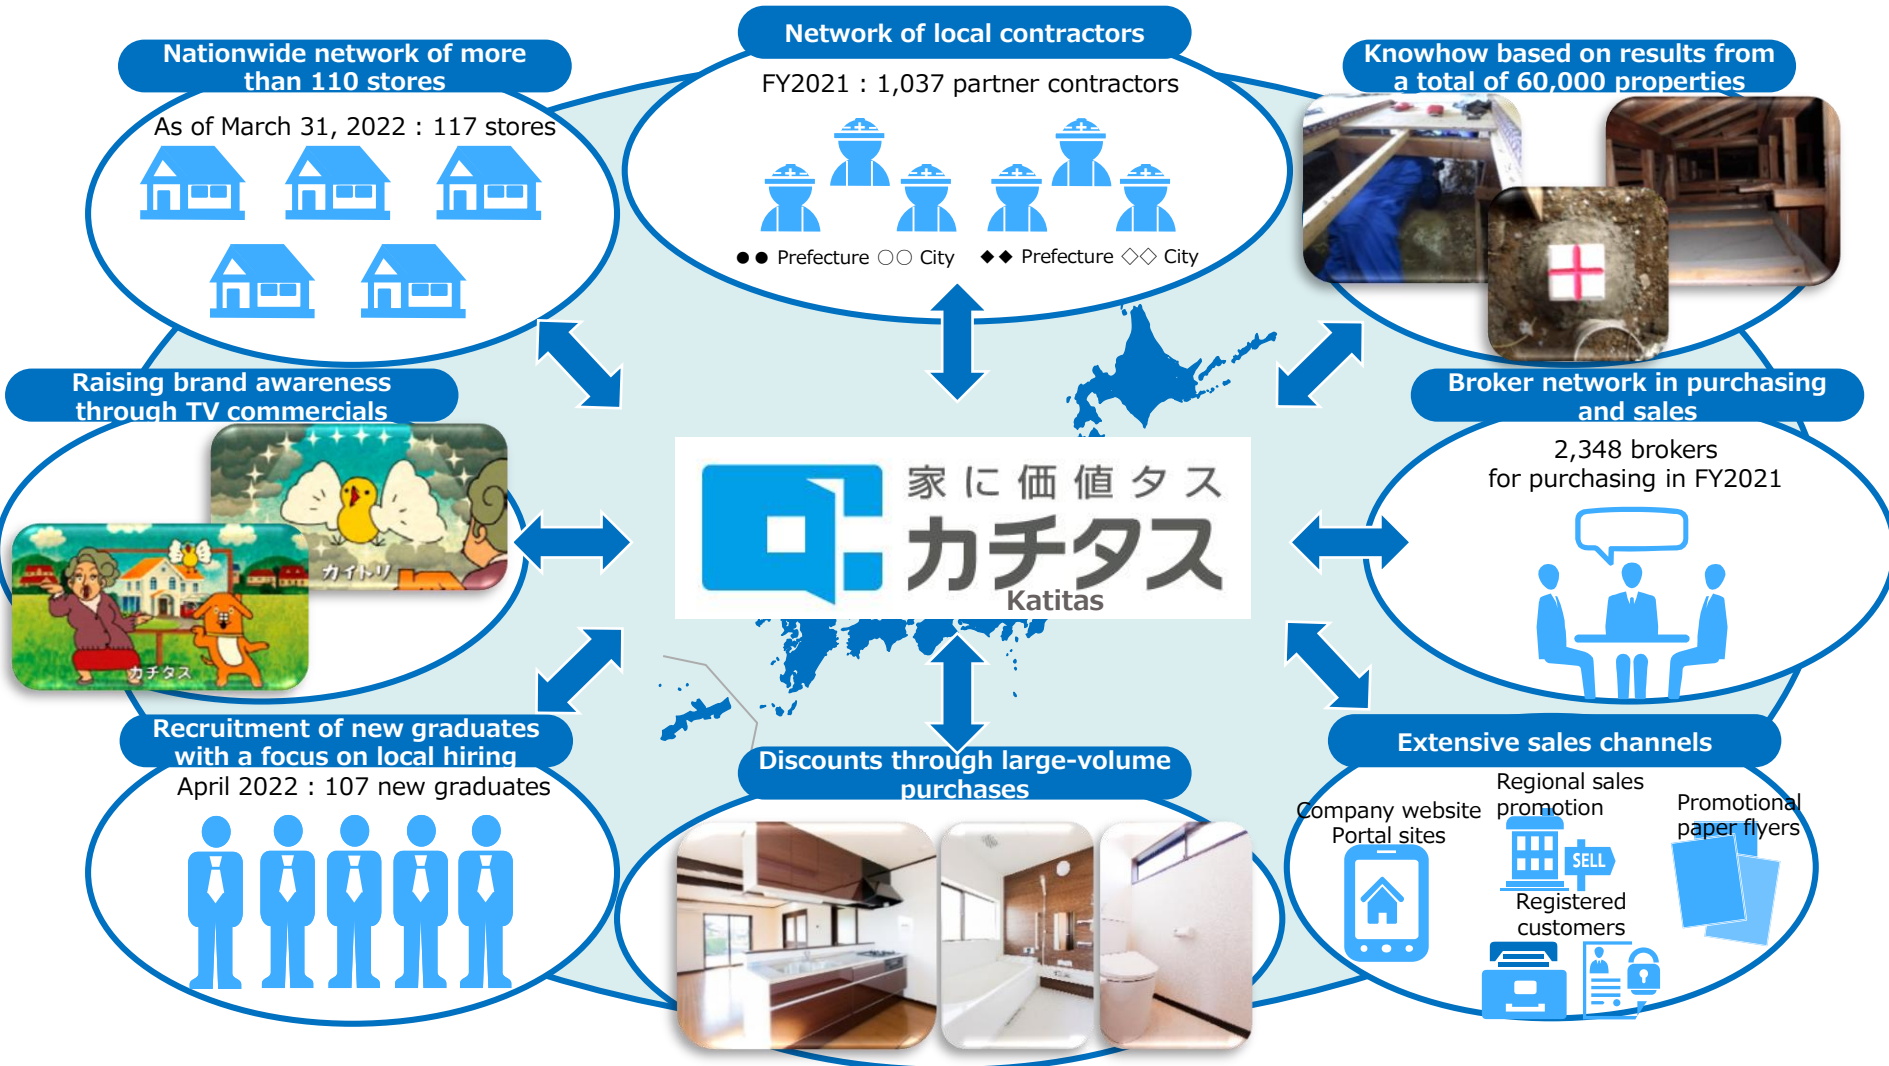 Nationwide network of more
than 110 stores
As of March 31, 2022 : 117 stores
Network of local contractors
FY2021 : 1,037 partner contractors
●● Prefecture ○○ City
◆◆ Prefecture ◇◇ City
Knowhow based on results from
a total of 60,000 properties
Raising brand awareness
through TV commercials
カイトリ
カチタス
家に価値タス
カチタス
Katitas
Broker network in purchasing
and sales
2,348 brokers
for purchasing in FY2021
Recruitment of new graduates
with a focus on local hiring
April 2022 : 107 new graduates
Discounts through large-volume
purchases
Extensive sales channels
Company website
Portal sites
Regional sales
promotion
SELL
Promotional
paper flyers
Registered
customers